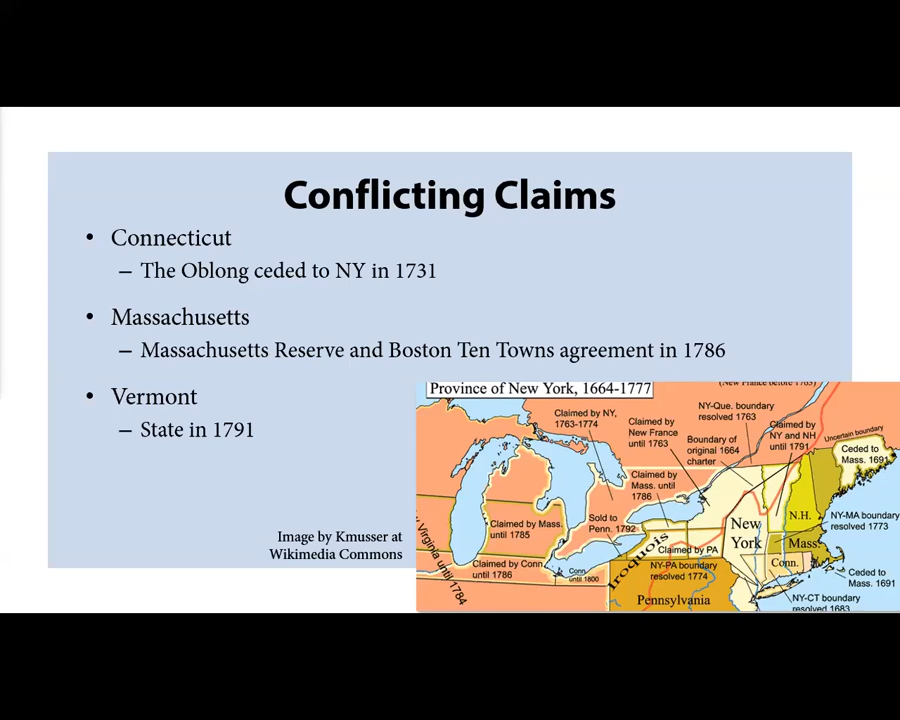 Conflicting Claims
• Connecticut
– The Oblong ceded to NY in 1731
• Massachusetts
– Massachusetts Reserve and Boston Ten Towns agreement in 1786
• Vermont
– State in 1791
Image by Kmusser at
Wikimedia Commons
Province of New York, 1664-1777
(New France before 1763)
Claimed by NY,
1763-1774
Claimed by
New France
until 1763
NY-Que. boundary
resolved 1763
Boundary of
original 1664
charter
Claimed by
NY and NH
until 1791
Uncertain boundary
Ceded to
Mass. 1691
Claimed by
Mass. until
1786
Sold to
Penn. 1792
Claimed by Mass.
until 1785
Virginia until 1784
Claimed by Conn.
until 1786
Conn.
until 1800
Iroquois
Claimed by PA
NY-PA boundary
resolved 1774
Pennsylvania
New
York
N.H.
Mass.
Conn.
NY-MA boundary
resolved 1773
Ceded to
Mass. 1691
NY-CT boundary
resolved 1683